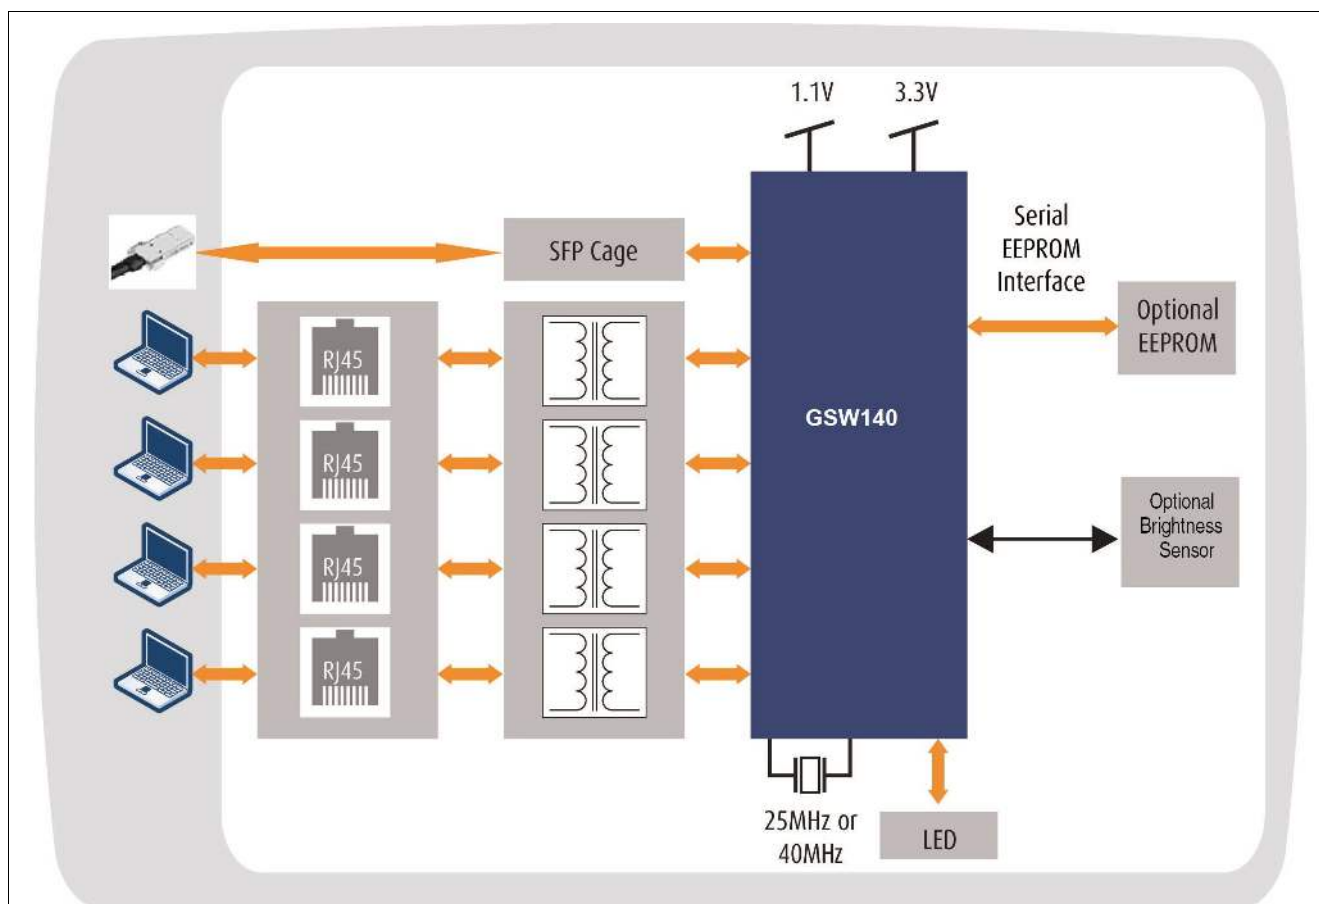 1.1V
3.3V
SFP Cage
Serial
EEPROM
Interface
Optional
EEPROM
RJ45
RJ45
RJ45
RJ45
GSW140
Optional
Brightness
Sensor
25MHz or
40MHz
LED